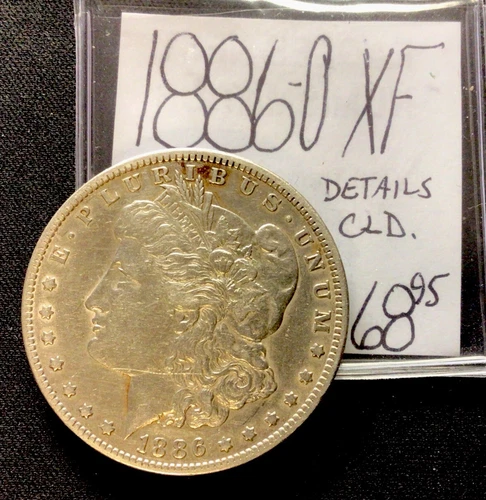 1886-O XF
DETAILS
CLD.
68.95
E·PLURIBUS·UNUM
LIBERTY
1886